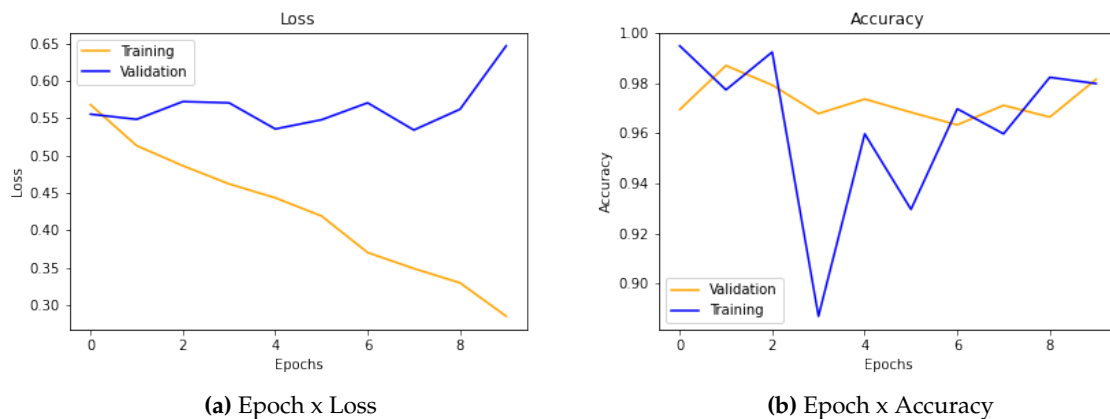 Loss
0.65
0.60
0.55
0.50
0.45
0.40
0.35
0.30
Loss
Training
Validation
0 2 4 6 8
Epochs
(a) Epoch x Loss
Accuracy
1.00
0.98
0.96
0.94
0.92
0.90
Accuracy
Validation
Training
0 2 4 6 8
Epochs
(b) Epoch x Accuracy